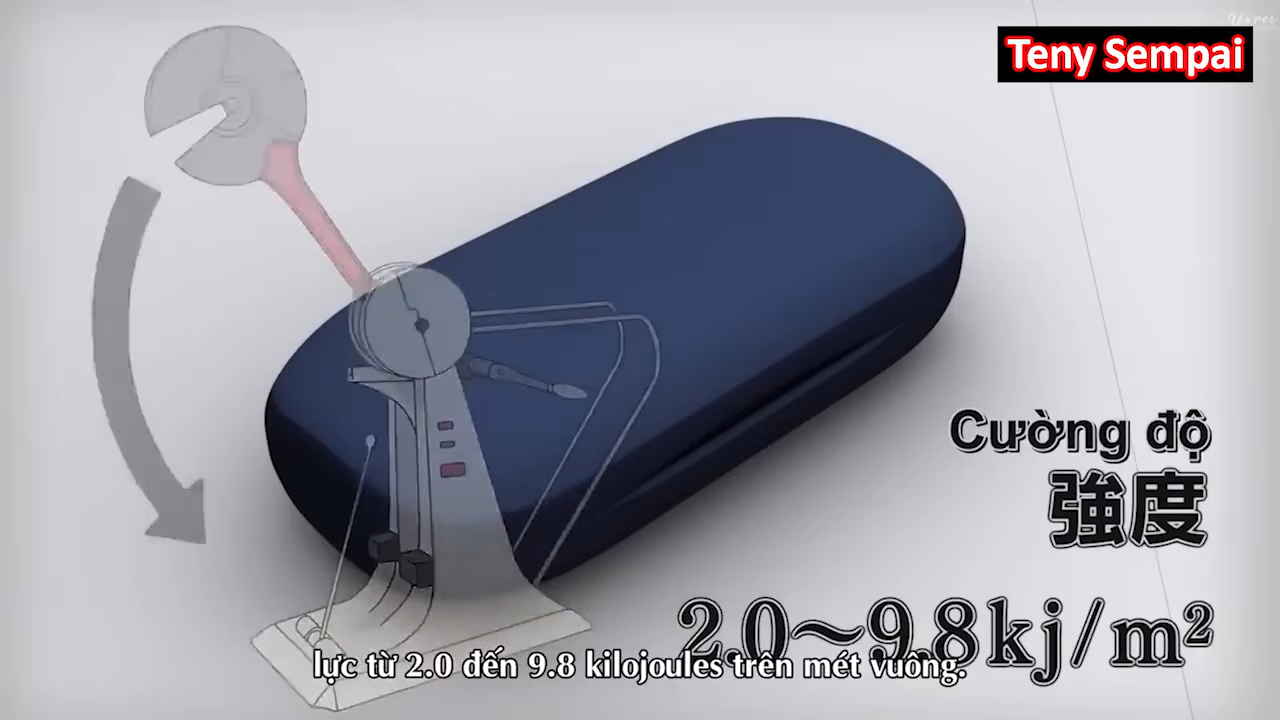 Teny Sempai
Cường độ
強度
2.0～9.8kj/m²
lực từ 2.0 đến 9.8 kilojoules trên mét vuông.